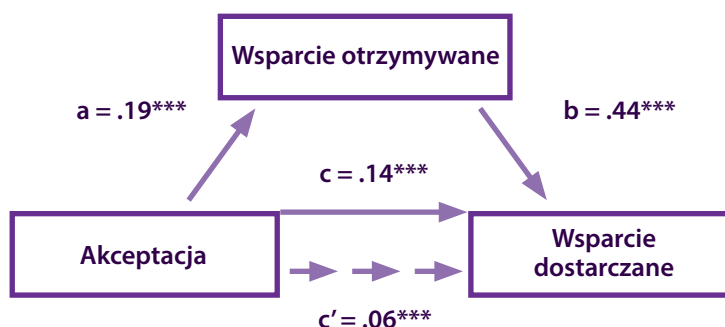 Wsparcie otrzymywane
a = .19***
b = .44***
c = .14***
Akceptacja
Wsparcie
dostarczane
c’ = .06***